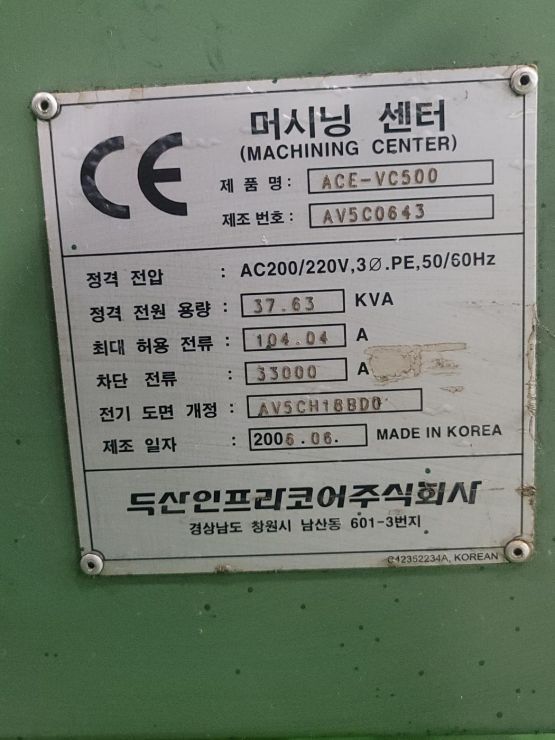 CE
머시닝 센터
(MACHINING CENTER)
제 품 명 : ACE-VC500
제조 번호 : AV5C0643
정격 전압 : AC200/220V,3Ø.PE,50/60Hz
정격 전원 용량 : 37.63 KVA
최대 허용 전류 : 104.04 A
차단 전류 : 33000 A
전기 도면 개정 : AV5CH18BD0
제조 일자 : 2006.06. MADE IN KOREA
두산인프라코어주식회사
경상남도 창원시 남산동 601-3번지
C42352234A, KOREAN